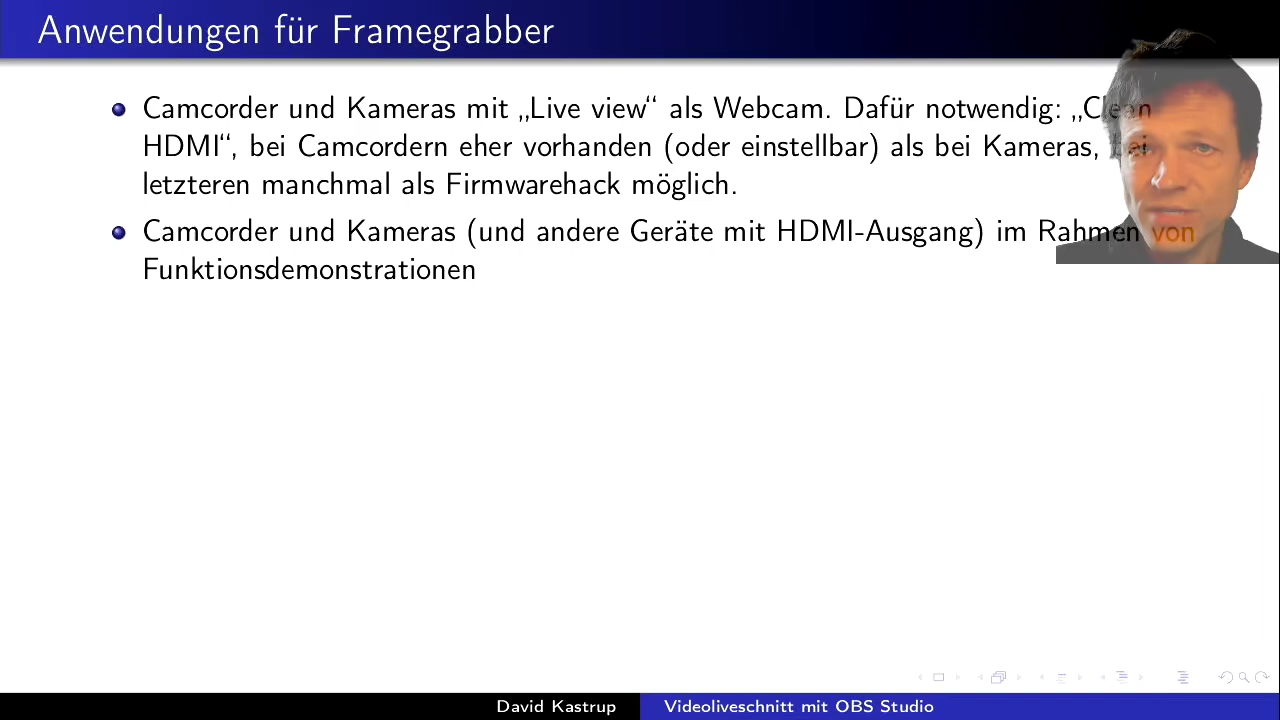 Anwendungen für Framegrabber
Camcorder und Kameras mit „Live view“ als Webcam. Dafür notwendig: „Clean
HDMI“, bei Camcordern eher vorhanden (oder einstellbar) als bei Kameras, bei
letzteren manchmal als Firmwarehack möglich.
Camcorder und Kameras (und andere Geräte mit HDMI-Ausgang) im Rahmen von
Funktionsdemonstrationen
David Kastrup
Videoliveschnitt mit OBS Studio